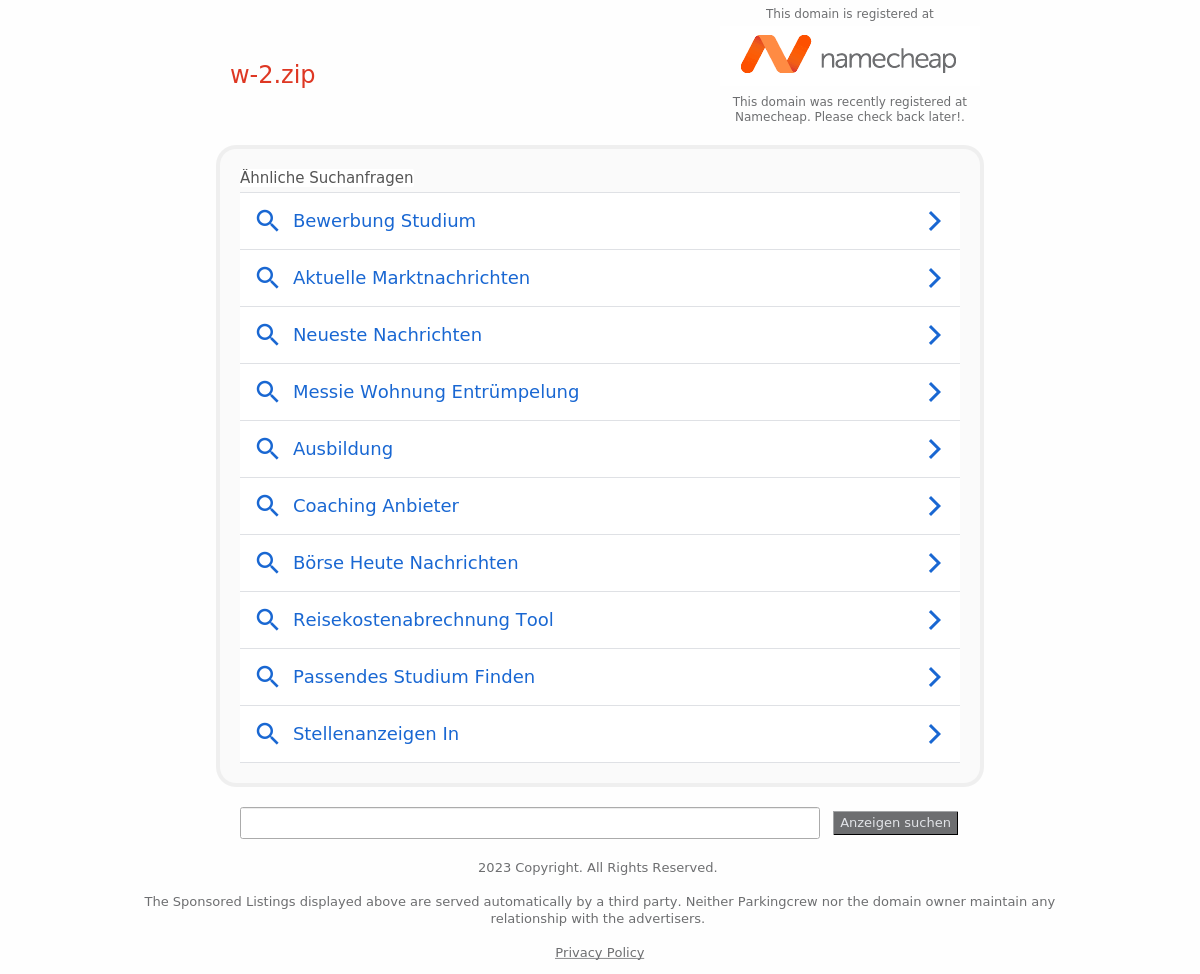 This domain is registered at
namecheap
w-2.zip
This domain was recently registered at
Namecheap. Please check back later!.
Ähnliche Suchanfragen
Bewerbung Studium
Aktuelle Marktnachrichten
Neueste Nachrichten
Messie Wohnung Entrümpelung
Ausbildung
Coaching Anbieter
Börse Heute Nachrichten
Reisekostenabrechnung Tool
Passendes Studium Finden
Stellenanzeigen In
Anzeigen suchen
2023 Copyright. All Rights Reserved.
The Sponsored Listings displayed above are served automatically by a third party. Neither Parkingcrew nor the domain owner maintain any
relationship with the advertisers.
Privacy Policy